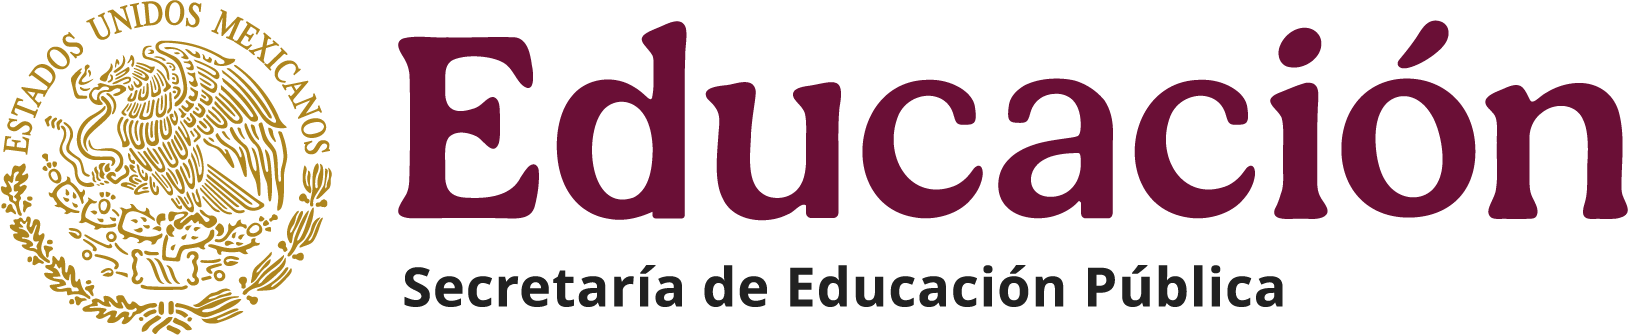 ESTADOS UNIDOS MEXICANOS
Educación
Secretaría de Educación Pública